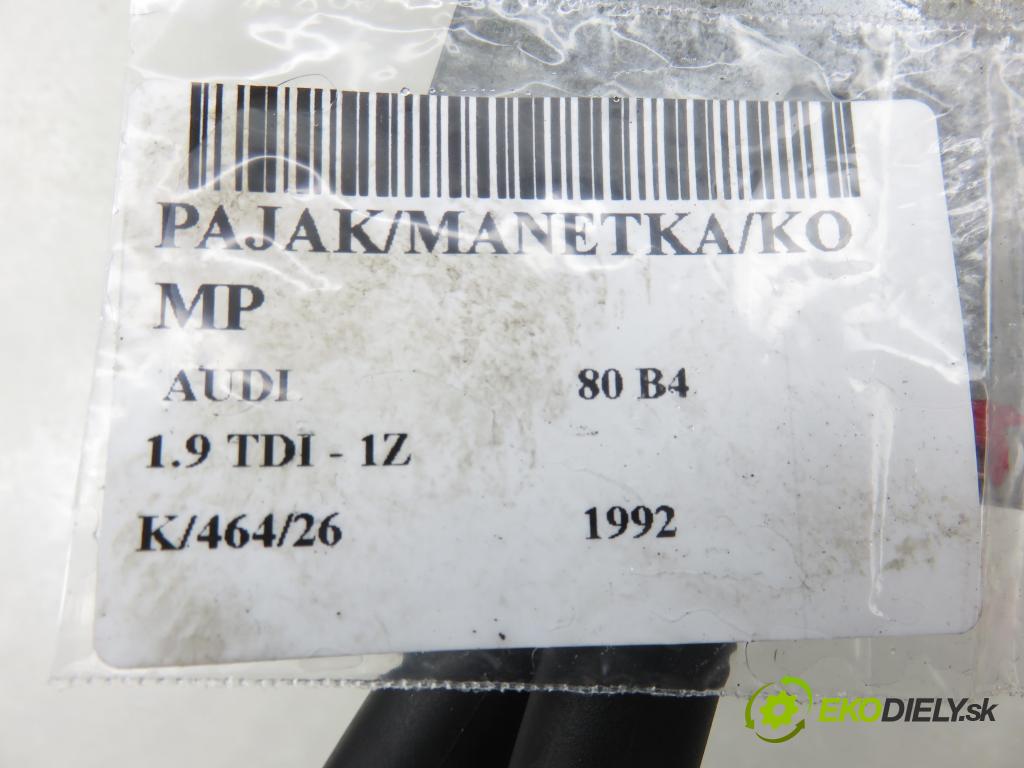 PAJAK/MANETKA/KO
MP
AUDI 80 B4
1.9 TDI - 1Z
K/464/26 1992
EKODIELY.sk